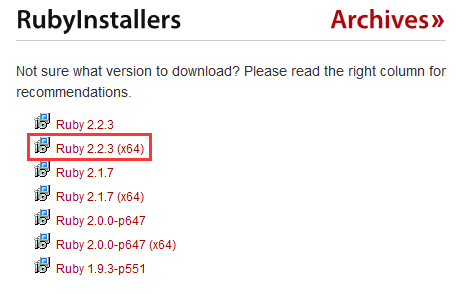 RubyInstallers Archives»
Not sure what version to download? Please read the right column for
recommendations.
Ruby 2.2.3
Ruby 2.2.3 (x64)
Ruby 2.1.7
Ruby 2.1.7 (x64)
Ruby 2.0.0-p647
Ruby 2.0.0-p647 (x64)
Ruby 1.9.3-p551